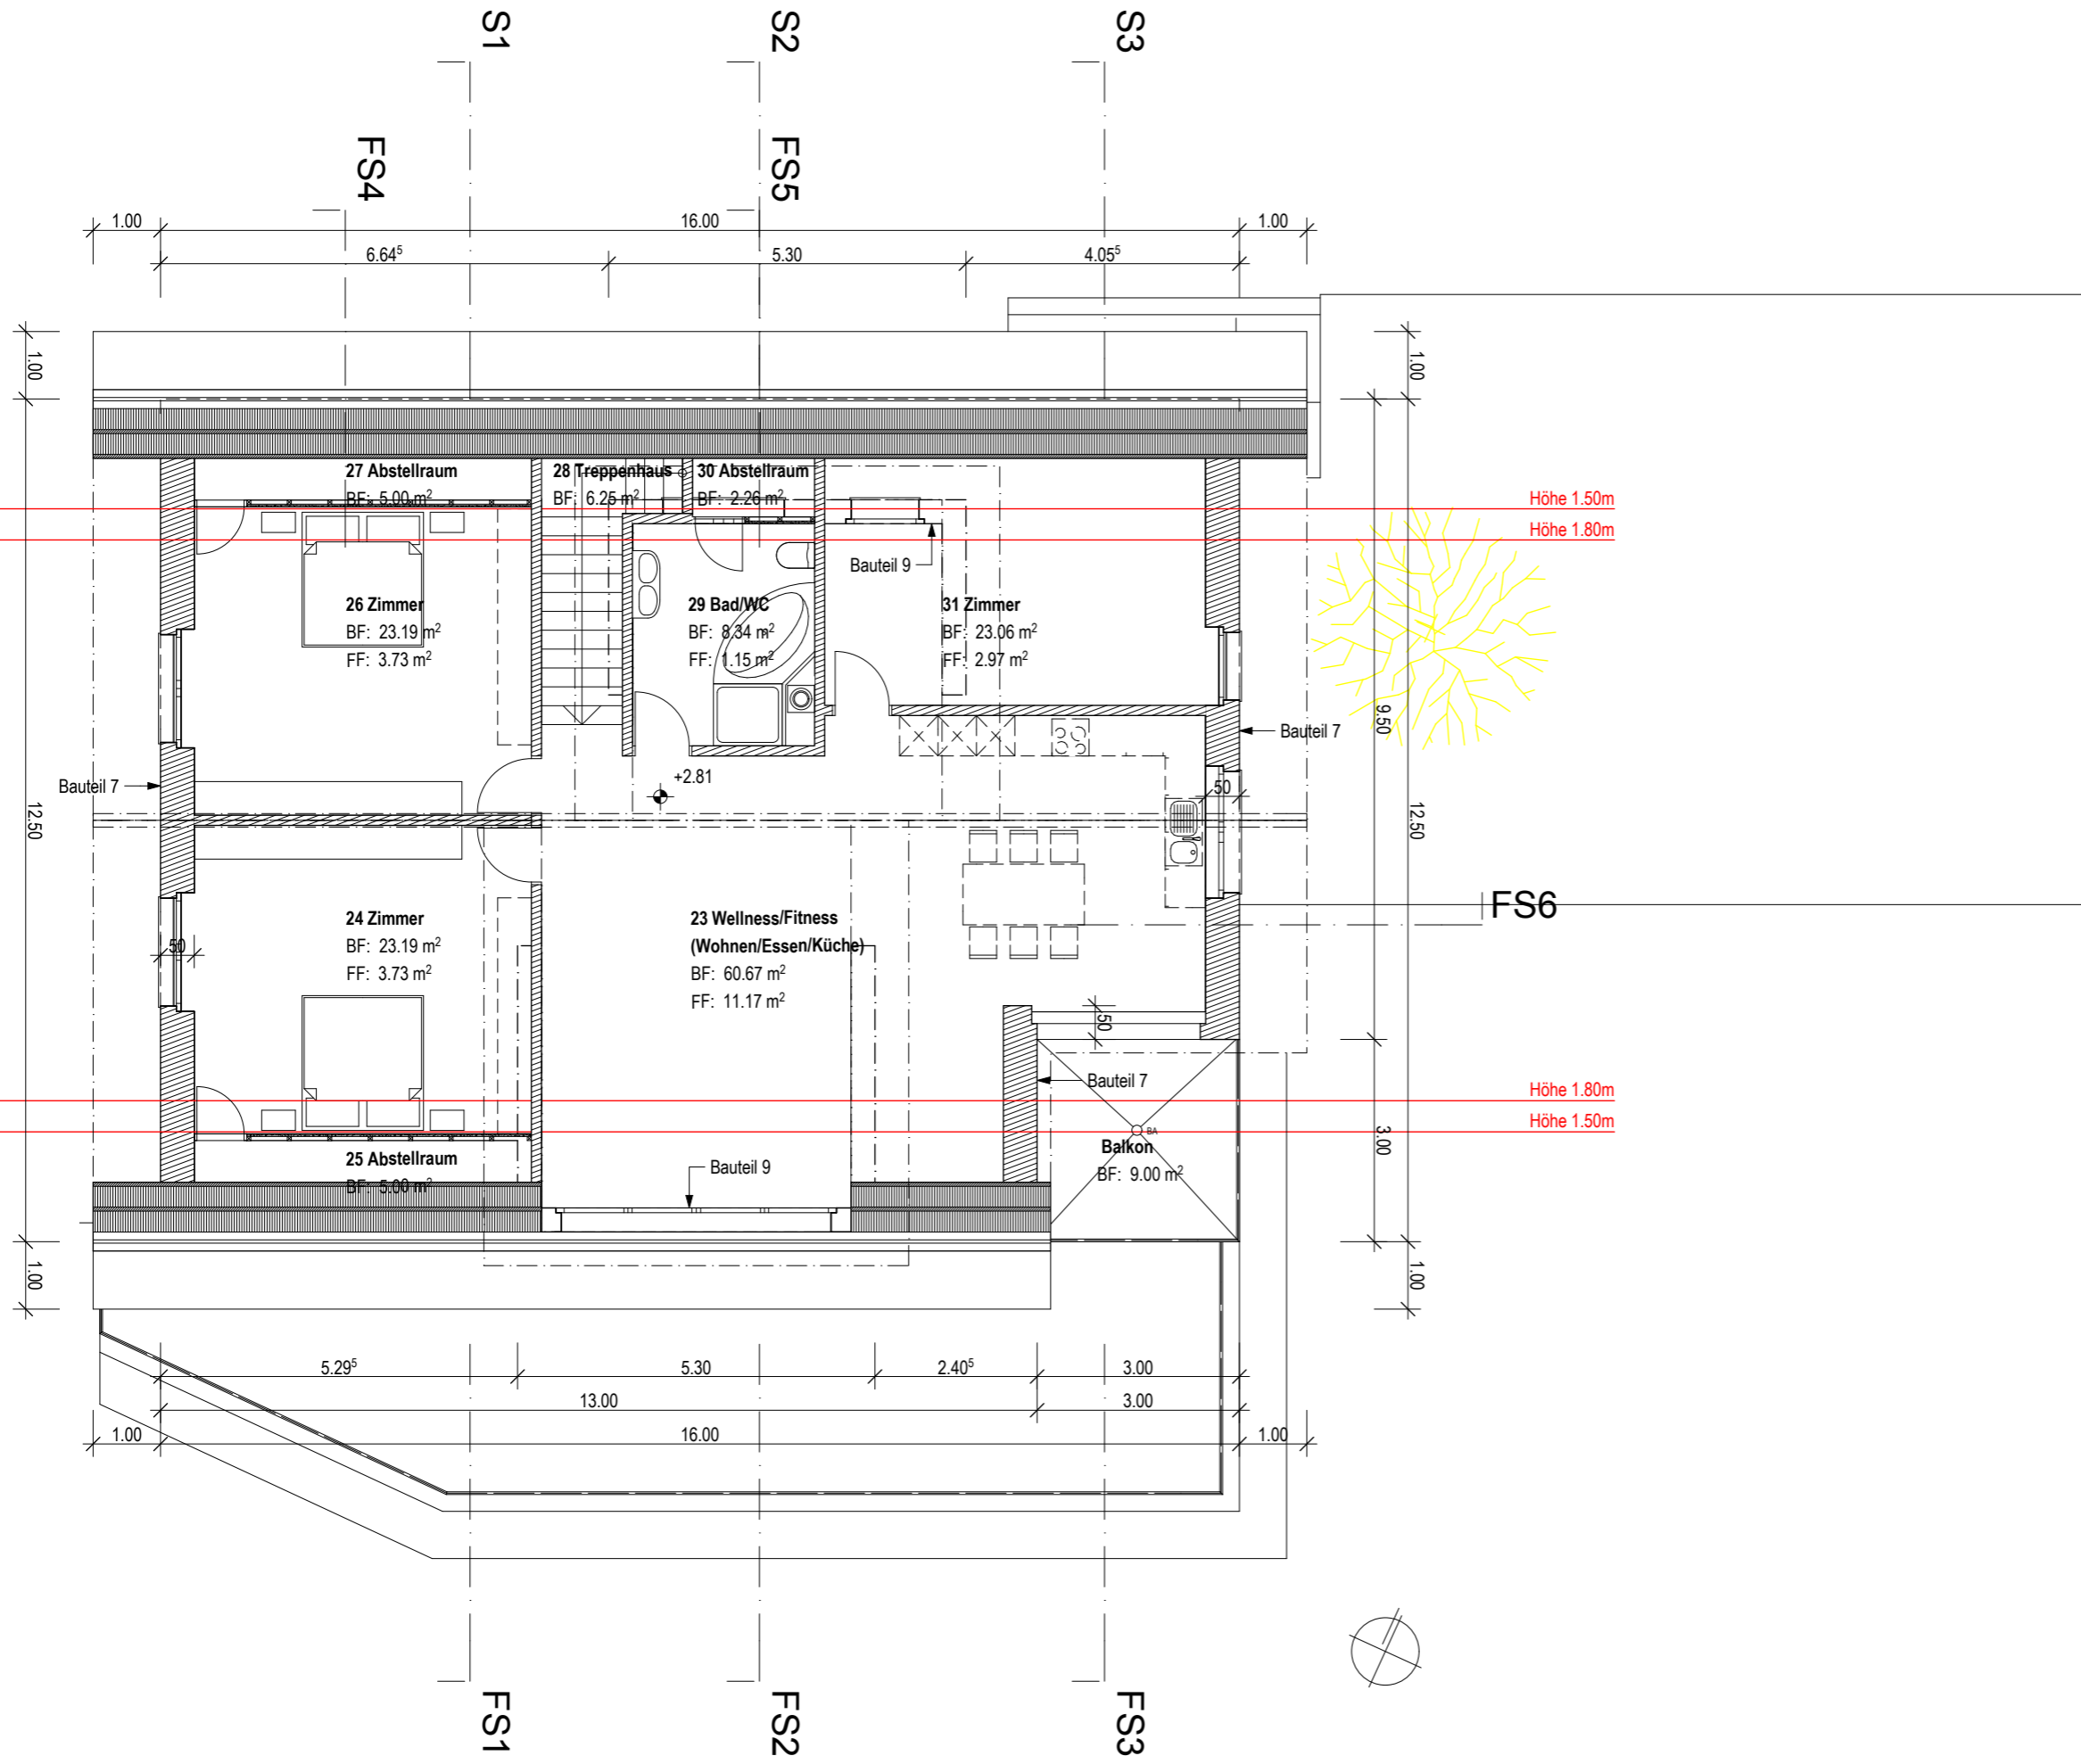 S1
S2
S3
FS4
FS5
1.00
16.00
1.00
6.64⁵
5.30
4.05⁵
1.00
1.00
27 Abstellraum
BF: 5.00 m²
28 Treppenhaus
BF: 6.25 m²
30 Abstellraum
BF: 2.26 m²
Höhe 1.50m
Höhe 1.80m
Bauteil 9
26 Zimmer
BF: 23.19 m²
FF: 3.73 m²
29 Bad/WC
BF: 8.34 m²
FF: 1.15 m²
31 Zimmer
BF: 23.06 m²
FF: 2.97 m²
9.50
Bauteil 7
Bauteil 7
+2.81
50
12.50
12.50
FS6
24 Zimmer
BF: 23.19 m²
FF: 3.73 m²
50
23 Wellness/Fitness
(Wohnen/Essen/Küche)
BF: 60.67 m²
FF: 11.17 m²
50
Bauteil 7
Höhe 1.80m
Höhe 1.50m
BA
3.00
Balkon
BF: 9.00 m²
25 Abstellraum
BF: 5.00 m²
Bauteil 9
1.00
1.00
5.29⁵
5.30
2.40⁵
3.00
13.00
3.00
1.00
16.00
1.00
FS1
FS2
FS3